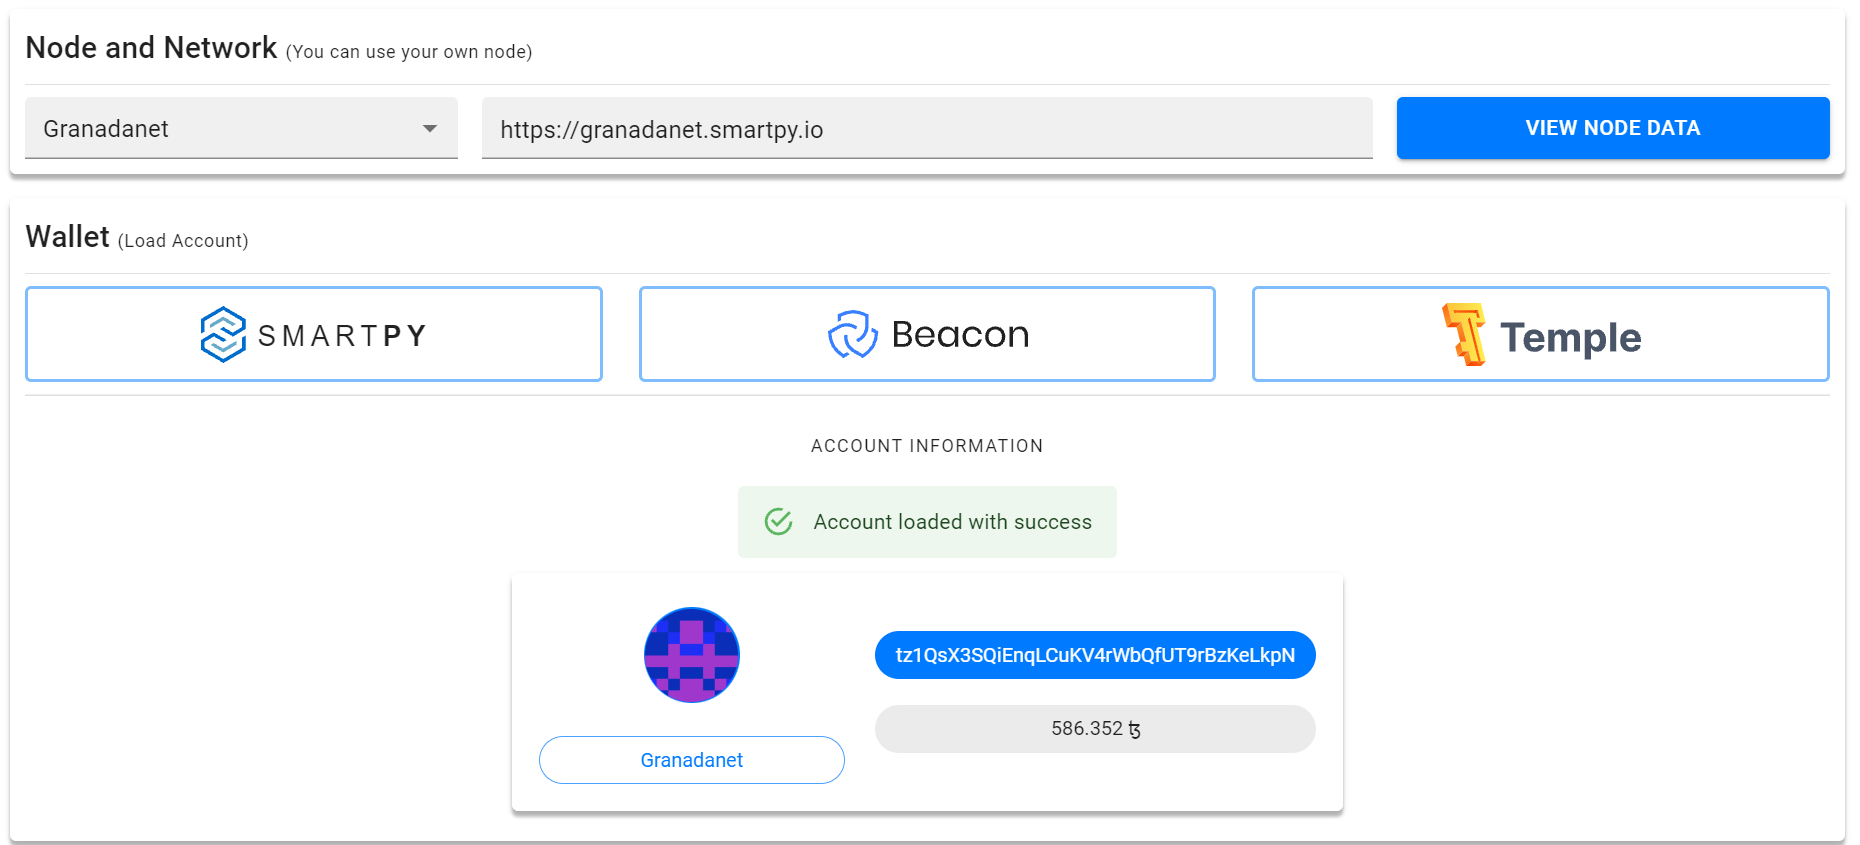 Node and Network (You can use your own node)
Granadanet
https://granadanet.smartpy.io
VIEW NODE DATA
Wallet (Load Account)
SMARTPY
Beacon
Temple
ACCOUNT INFORMATION
Account loaded with success
tz1QsX3SQiEnqLCuKV4rWbQfUT9rBzKeLkpN
586.352 ꜩ
Granadanet